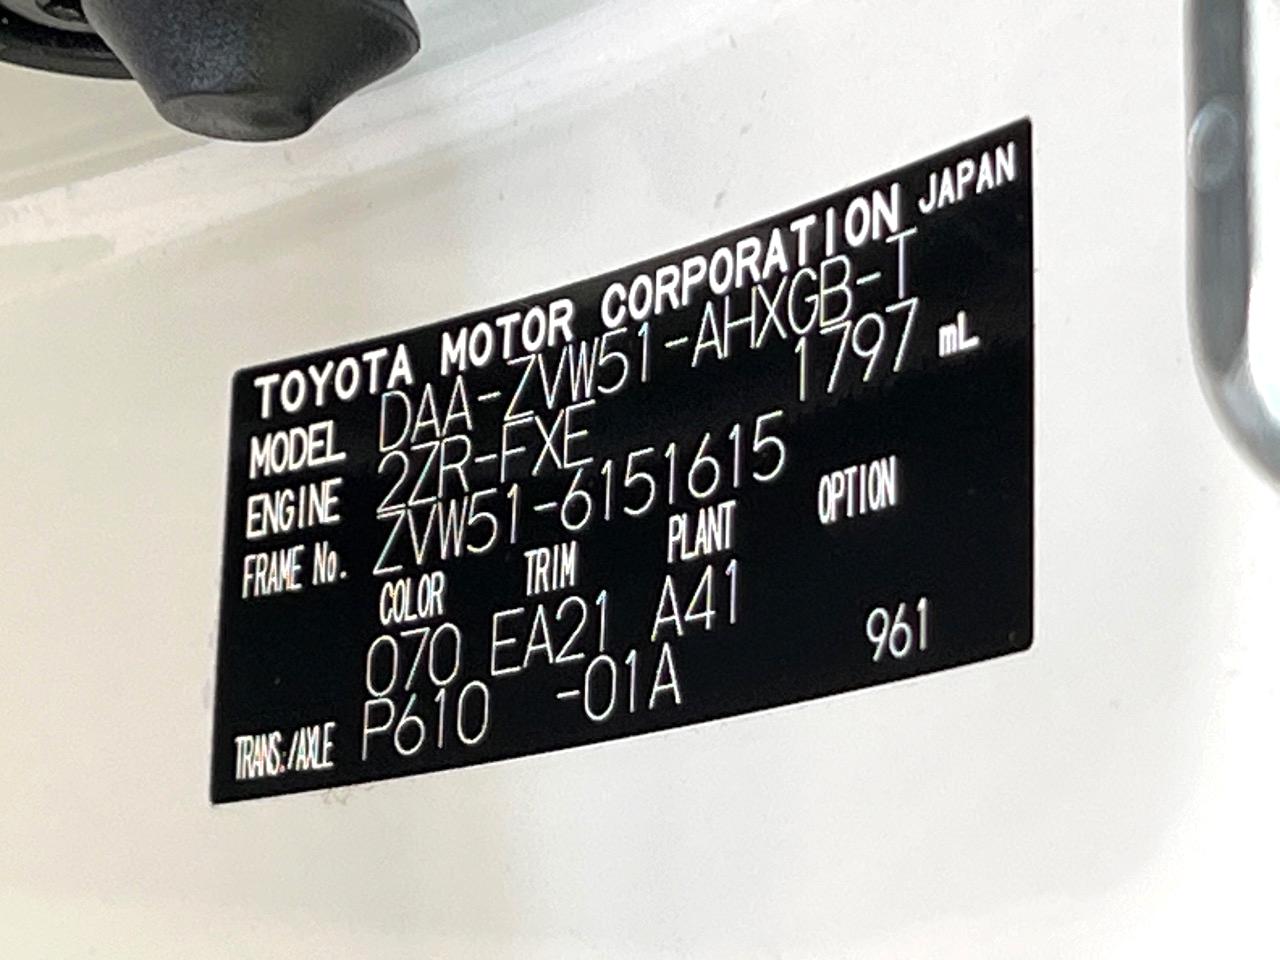 TOYOTA MOTOR CORPORATION JAPAN
MODEL DAA-ZVW51-AHXGB-T
ENGINE 2ZR-FXE 1797 mL
FRAME No. ZVW51-6151615
COLOR TRIM PLANT OPTION
070 EA21 A41
TRANS./AXLE P610 -01A 961